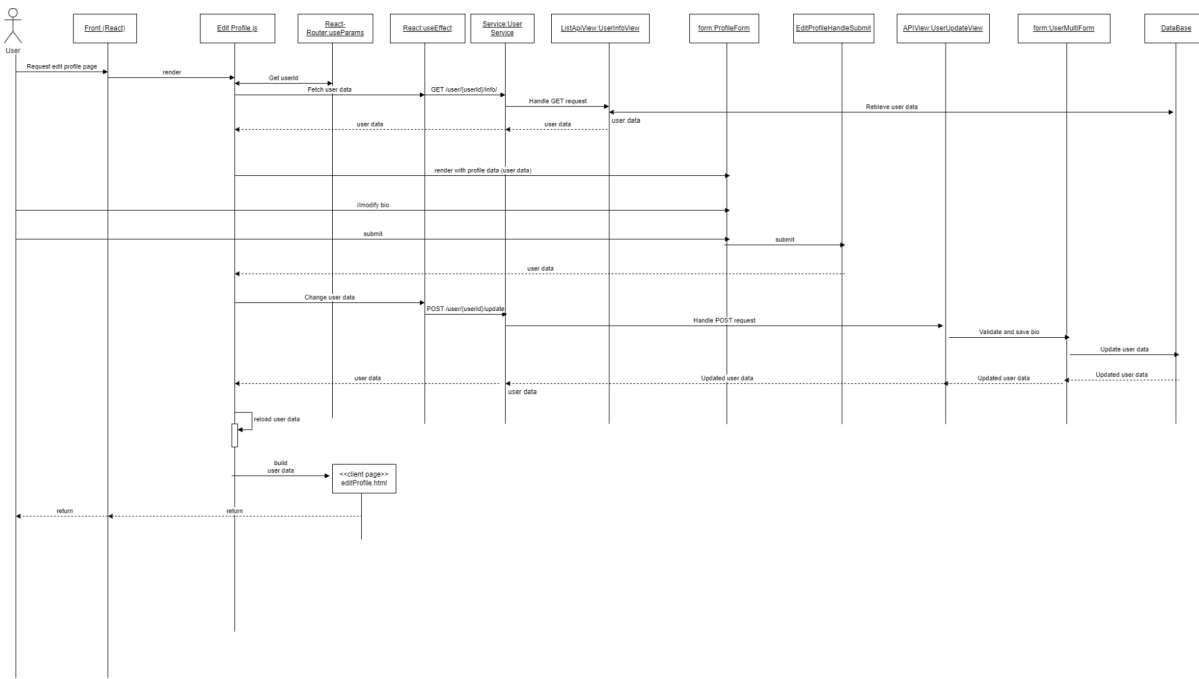 Front (React)
Edit Profile.js
React-
Router:useParams
React:useEffect
Service:User
Service
ListApiView:UserInfoView
form:ProfileForm
EditProfileHandleSubmit
APIView:UserUpdateView
form:UserMultiForm
DataBase
User
Request edit profile page
render
Get userId
Fetch user data
GET /user/{userId}/info/
Handle GET request
Retrieve user data
user data
user data
user data
render with profile data (user data)
//modify bio
submit
submit
user data
Change user data
POST /user/{userId}/update
Handle POST request
Validate and save bio
Update user data
user data
Updated user data
Updated user data
Updated user data
user data
reload user data
build
user data
<<client page>>
editProfile.html
return
return